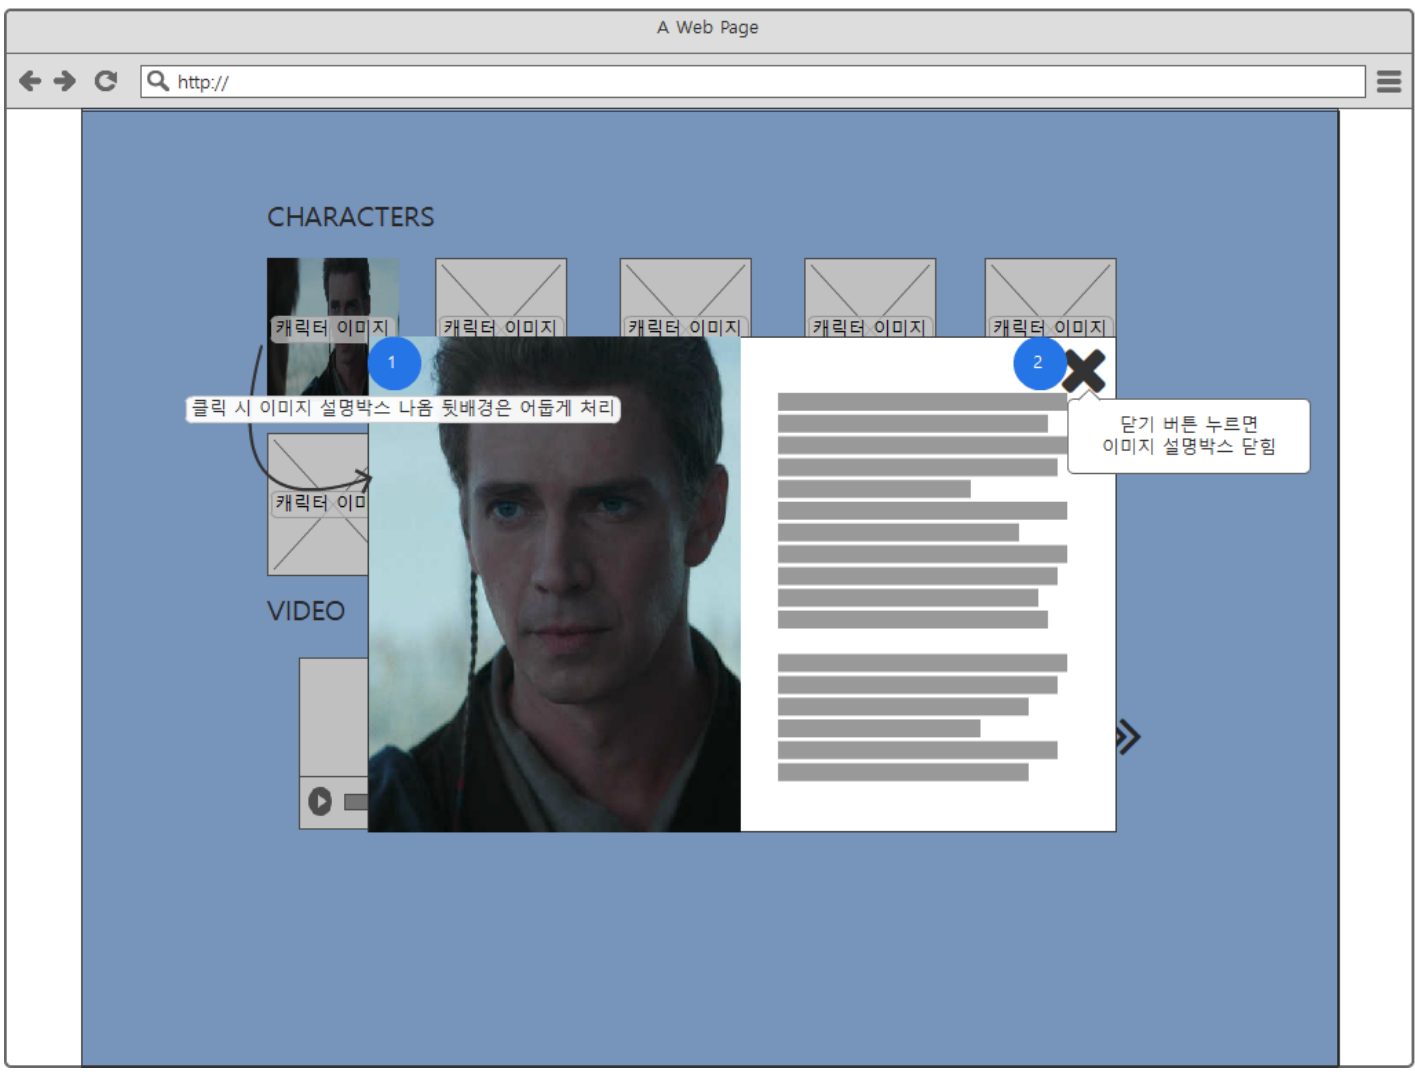 A Web Page
http://
CHARACTERS
캐릭터 이미지
캐릭터 이미지
캐릭터 이미지
캐릭터 이미지
캐릭터 이미지
1
2
클릭 시 이미지 설명박스 나옴 뒷배경은 어둡게 처리
닫기 버튼 누르면
이미지 설명박스 닫힘
캐릭터 이미
VIDEO